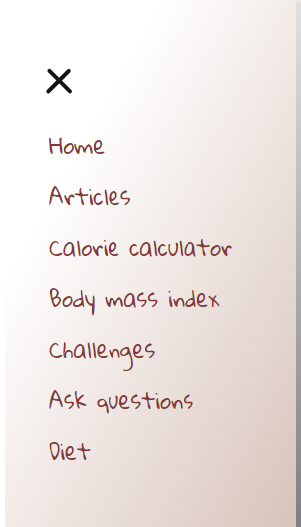 Home
Articles
Calorie calculator
Body mass index
Challenges
Ask questions
Diet